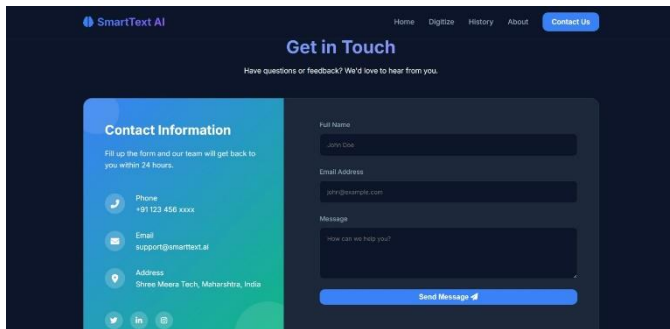 SmartText AI
Home Digitize History About Contact Us
Get in Touch
Have questions or feedback? We'd love to hear from you.
Contact Information
Fill up the form and our team will get back to
you within 24 hours.
Phone
+91 123 456 xxxx
Email
support@smarttext.ai
Address
Shree Meera Tech, Maharshtra, India
Full Name
John Doe
Email Address
john@example.com
Message
How can we help you?
Send Message